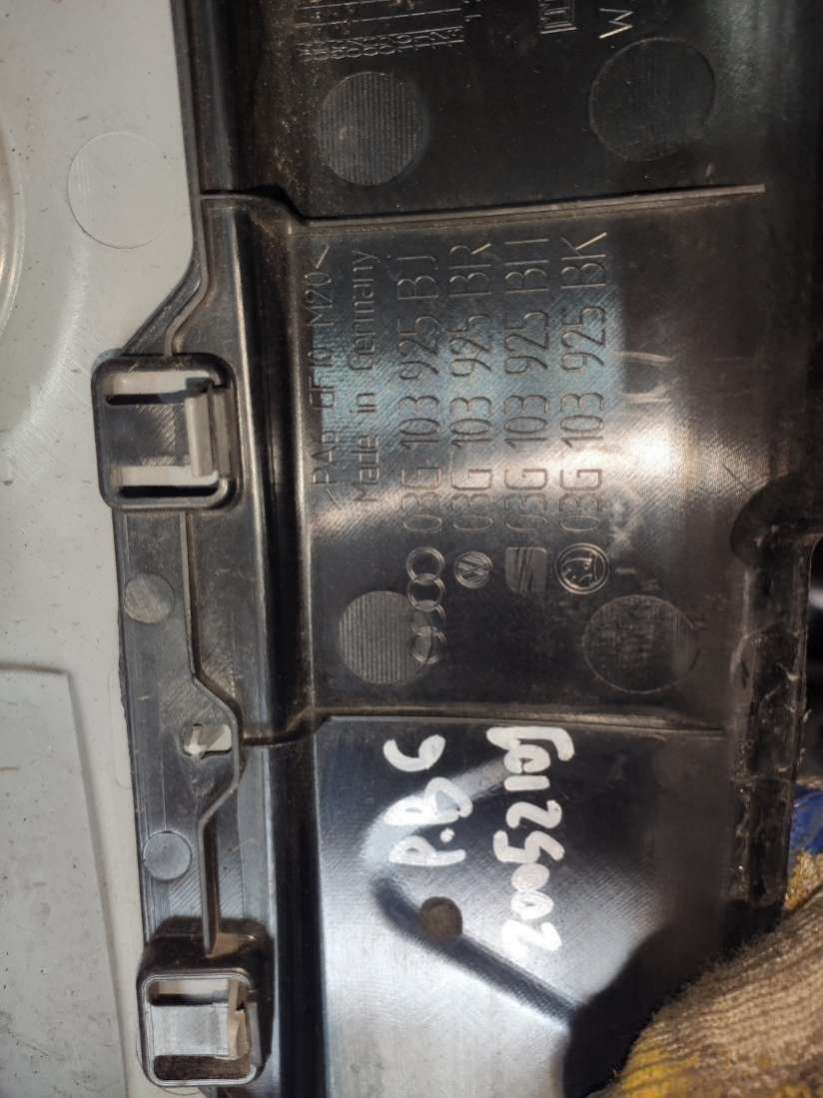 >PA6-GF10-M20<
Made in Germany
03G 103 925 BJ
03G 103 925 BR
03G 103 925 BH
03G 103 925 BK
P.B6
20052109